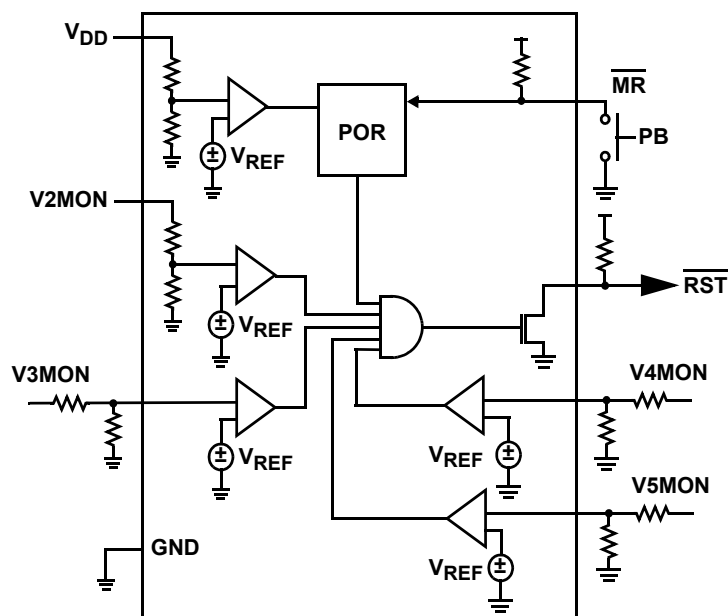 VDD
MR
POR
PB
VREF
V2MON
RST
VREF
V3MON
V4MON
VREF
VREF
V5MON
GND
VREF